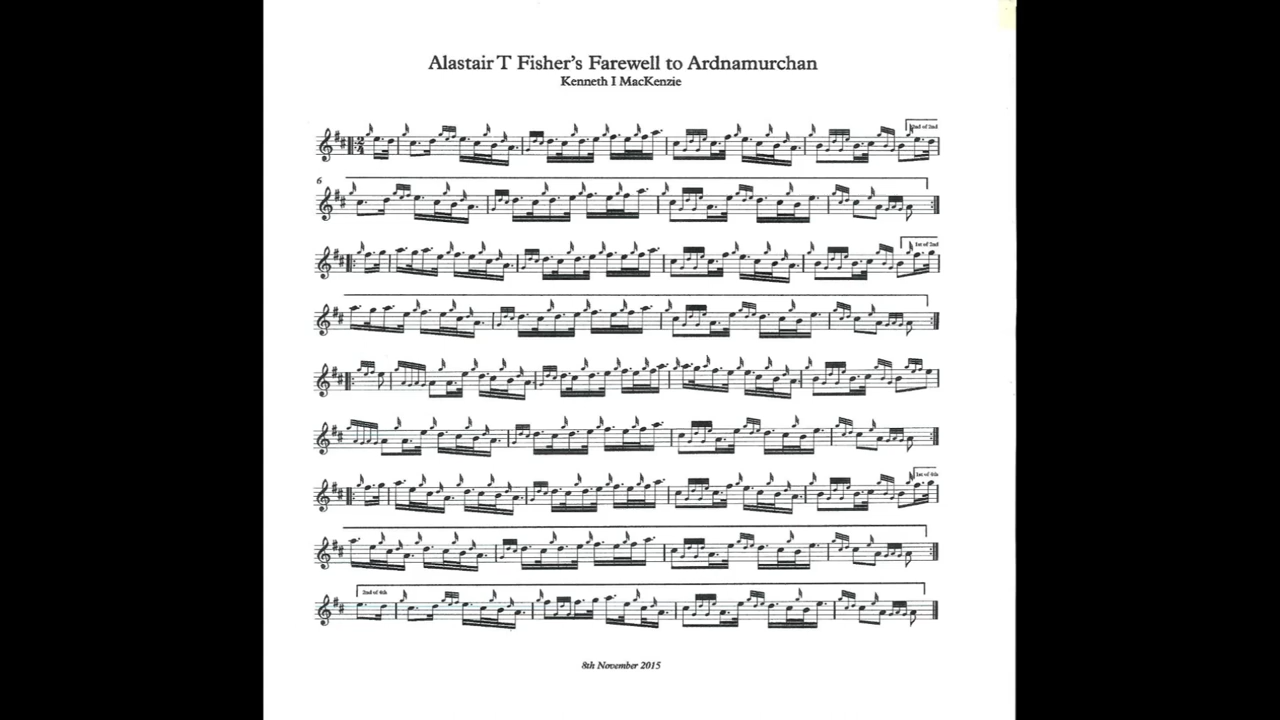 Alastair T Fisher's Farewell to Ardnamurchan
Kenneth I MacKenzie
2nd of 2nd
6
1st of 2nd
1st of 4th
2nd of 4th
8th November 2015